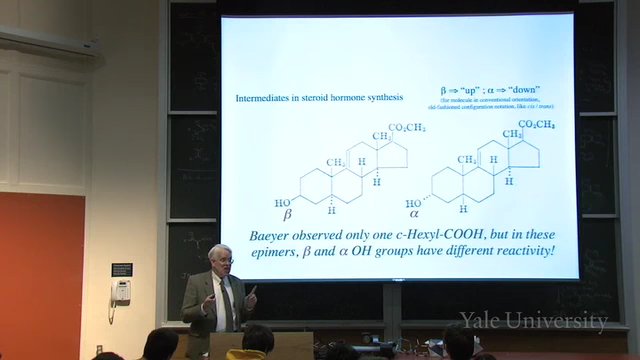 Intermediates in steroid hormone synthesis
β ⇒ “up” ; α ⇒ “down”
(for molecule in conventional orientation,
old-fashioned configuration notation, like cis / trans)
CO₂CH₃
CH₃
CH₃
H
H
H
HO
β
CO₂CH₃
CH₃
CH₃
H
H
H
HO
α
Baeyer observed only one c-Hexyl-COOH, but in these
epimers, β and α OH groups have different reactivity!
Yale University